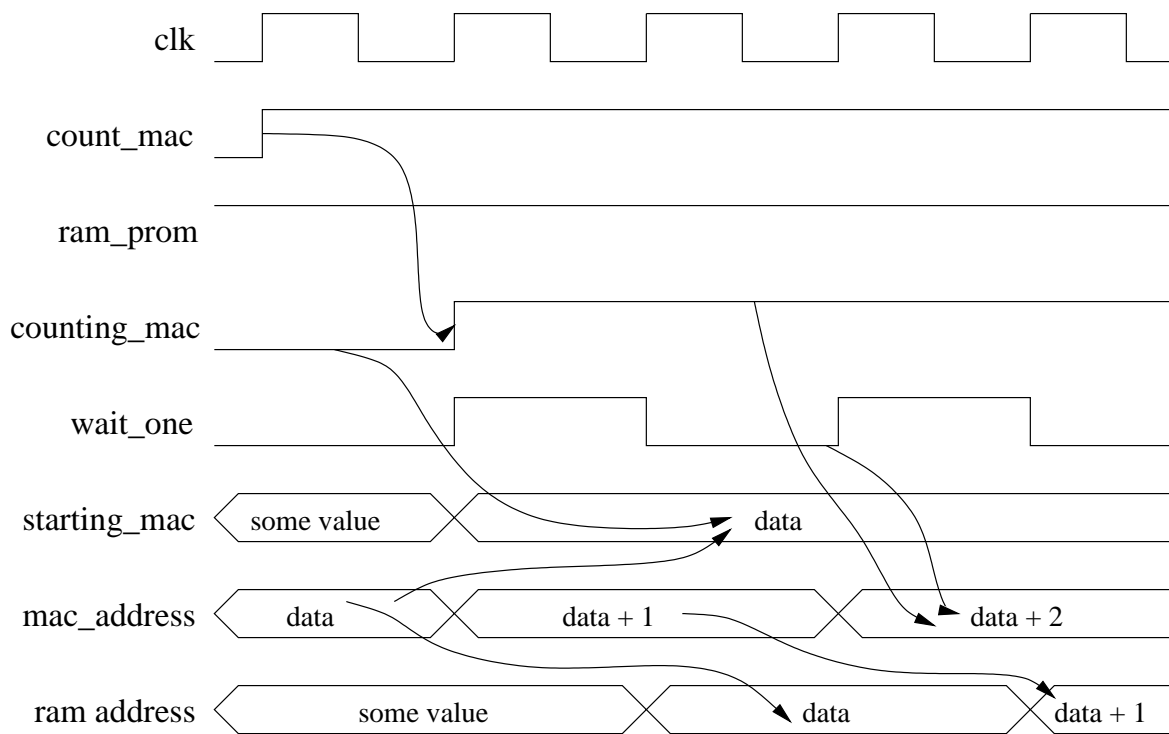 clk
count_mac
ram_prom
counting_mac
wait_one
starting_mac some value data
mac_address data data + 1 data + 2
ram address some value data data + 1